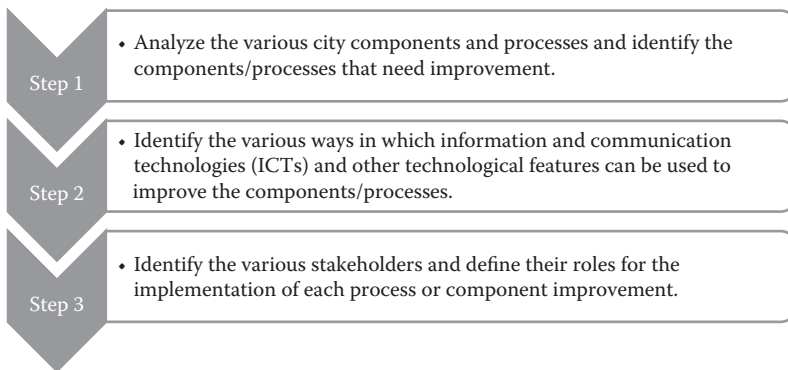 Step 1
• Analyze the various city components and processes and identify the
components/processes that need improvement.
Step 2
• Identify the various ways in which information and communication
technologies (ICTs) and other technological features can be used to
improve the components/processes.
Step 3
• Identify the various stakeholders and define their roles for the
implementation of each process or component improvement.